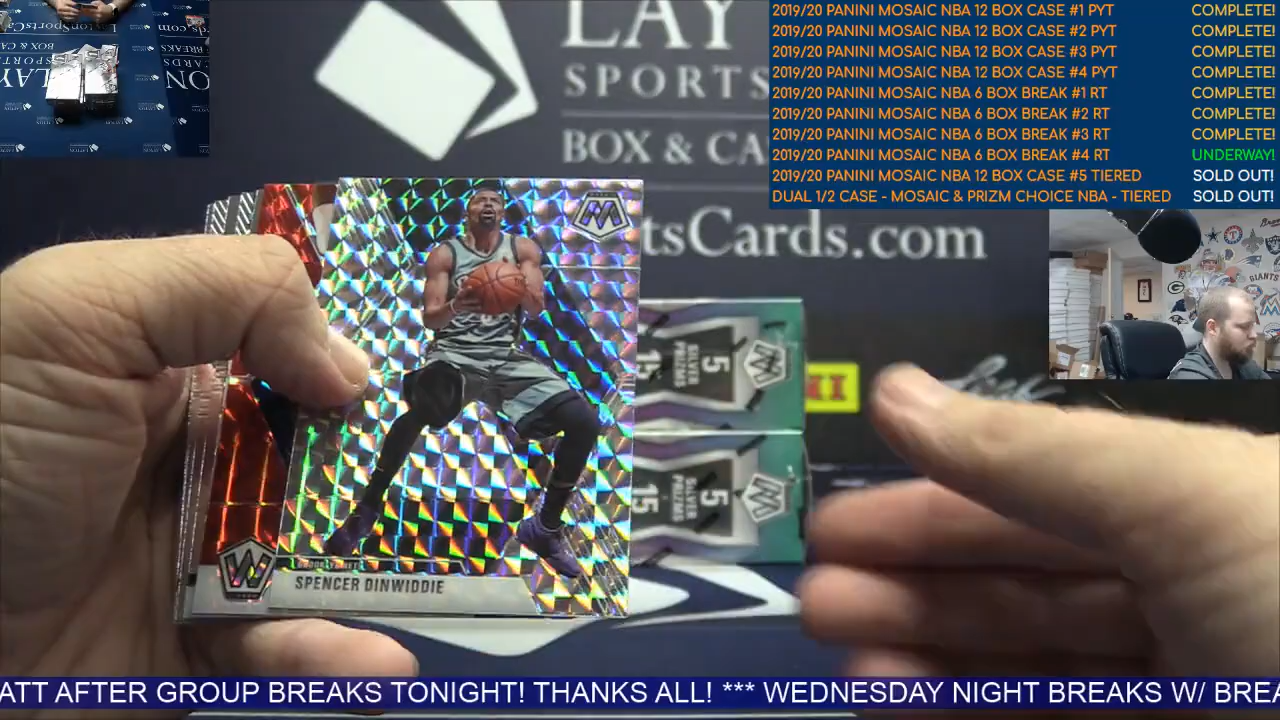 2019/20 PANINI MOSAIC NBA 12 BOX CASE #1 PYT COMPLETE!
2019/20 PANINI MOSAIC NBA 12 BOX CASE #2 PYT COMPLETE!
2019/20 PANINI MOSAIC NBA 12 BOX CASE #3 PYT COMPLETE!
2019/20 PANINI MOSAIC NBA 12 BOX CASE #4 PYT COMPLETE!
2019/20 PANINI MOSAIC NBA 6 BOX BREAK #1 RT COMPLETE!
2019/20 PANINI MOSAIC NBA 6 BOX BREAK #2 RT COMPLETE!
2019/20 PANINI MOSAIC NBA 6 BOX BREAK #3 RT COMPLETE!
2019/20 PANINI MOSAIC NBA 6 BOX BREAK #4 RT UNDERWAY!
2019/20 PANINI MOSAIC NBA 12 BOX CASE #5 TIERED SOLD OUT!
DUAL 1/2 CASE - MOSAIC & PRIZM CHOICE NBA - TIERED SOLD OUT!
LAY
SPORTS
BOX & CA
tsCards.com
GIANTS
5 SILVER PRIZMS
15
5 SILVER PRIZMS
15
SPENCER DINWIDDIE
ATT AFTER GROUP BREAKS TONIGHT! THANKS ALL! *** WEDNESDAY NIGHT BREAKS W/ BREA